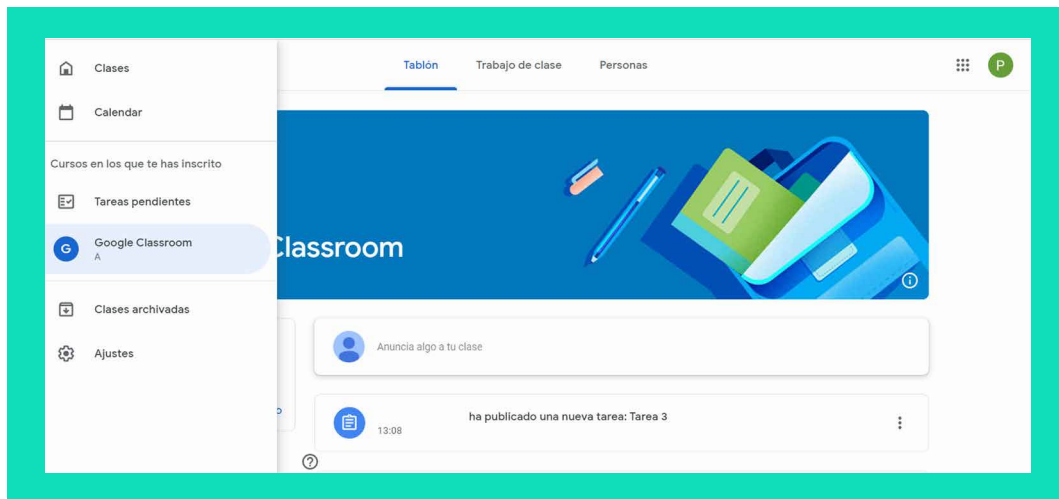 Clases
Calendar
Cursos en los que te has inscrito
Tareas pendientes
G
Google Classroom
A
Clases archivadas
Ajustes
Tablón
Trabajo de clase
Personas
P
Classroom
Anuncia algo a tu clase
ha publicado una nueva tarea: Tarea 3
13:08